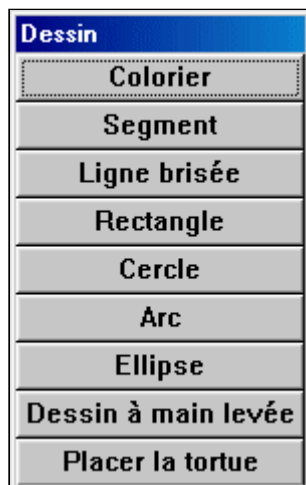 Dessin
Colorier
Segment
Ligne brisée
Rectangle
Cercle
Arc
Ellipse
Dessin à main levée
Placer la tortue